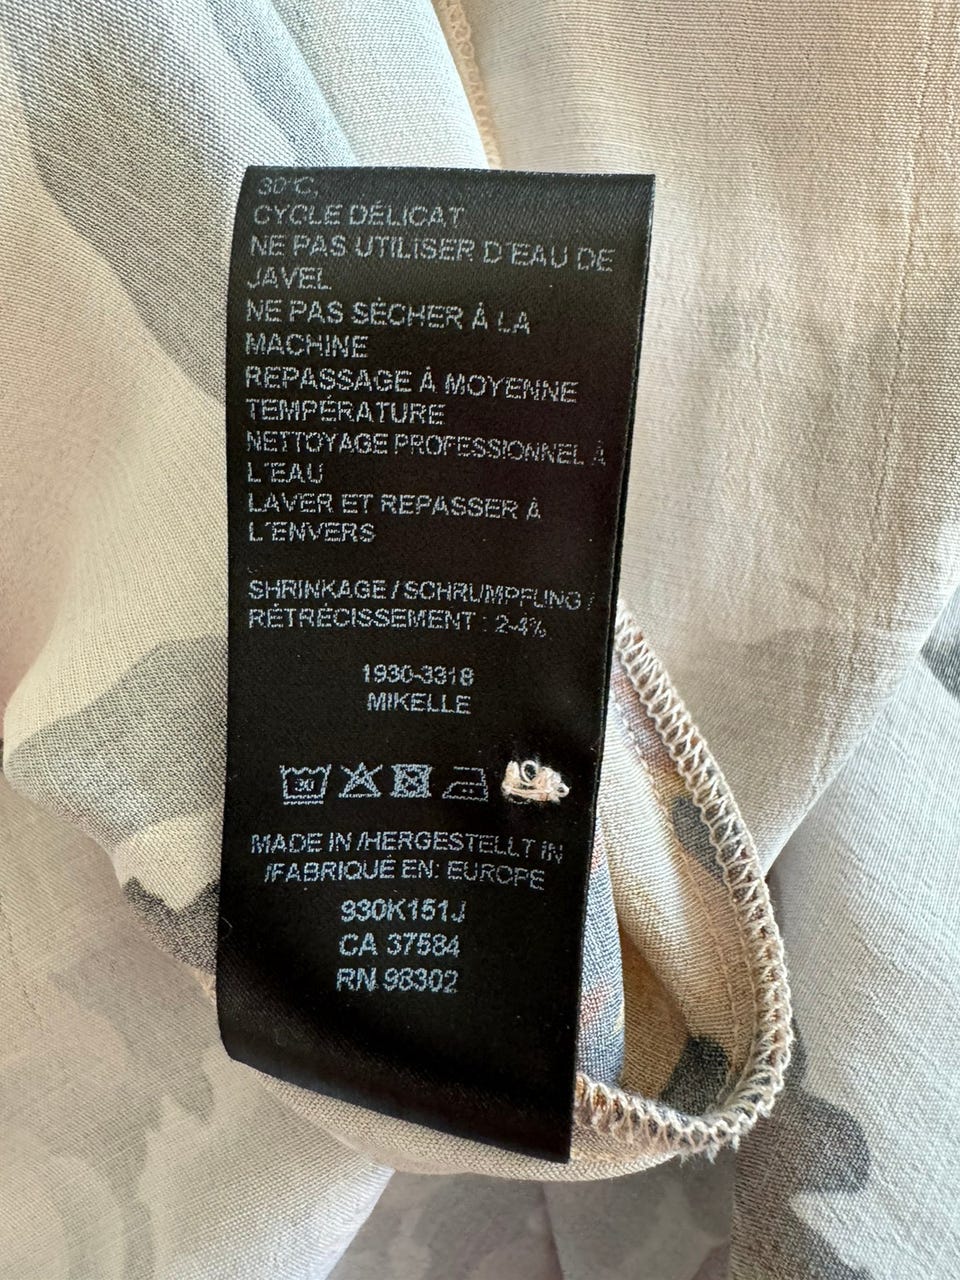 30°C,
CYCLE DÉLICAT
NE PAS UTILISER D'EAU DE
JAVEL
NE PAS SÉCHER À LA
MACHINE
REPASSAGE À MOYENNE
TEMPÉRATURE
NETTOYAGE PROFESSIONNEL À
L'EAU
LAVER ET REPASSER À
L'ENVERS
SHRINKAGE / SCHRUMPFUNG /
RÉTRÉCISSEMENT : 2-4%
1930-3318
MIKELLE
30
MADE IN /HERGESTELLT IN
/FABRIQUÉ EN: EUROPE
930K151J
CA 37584
RN 98302